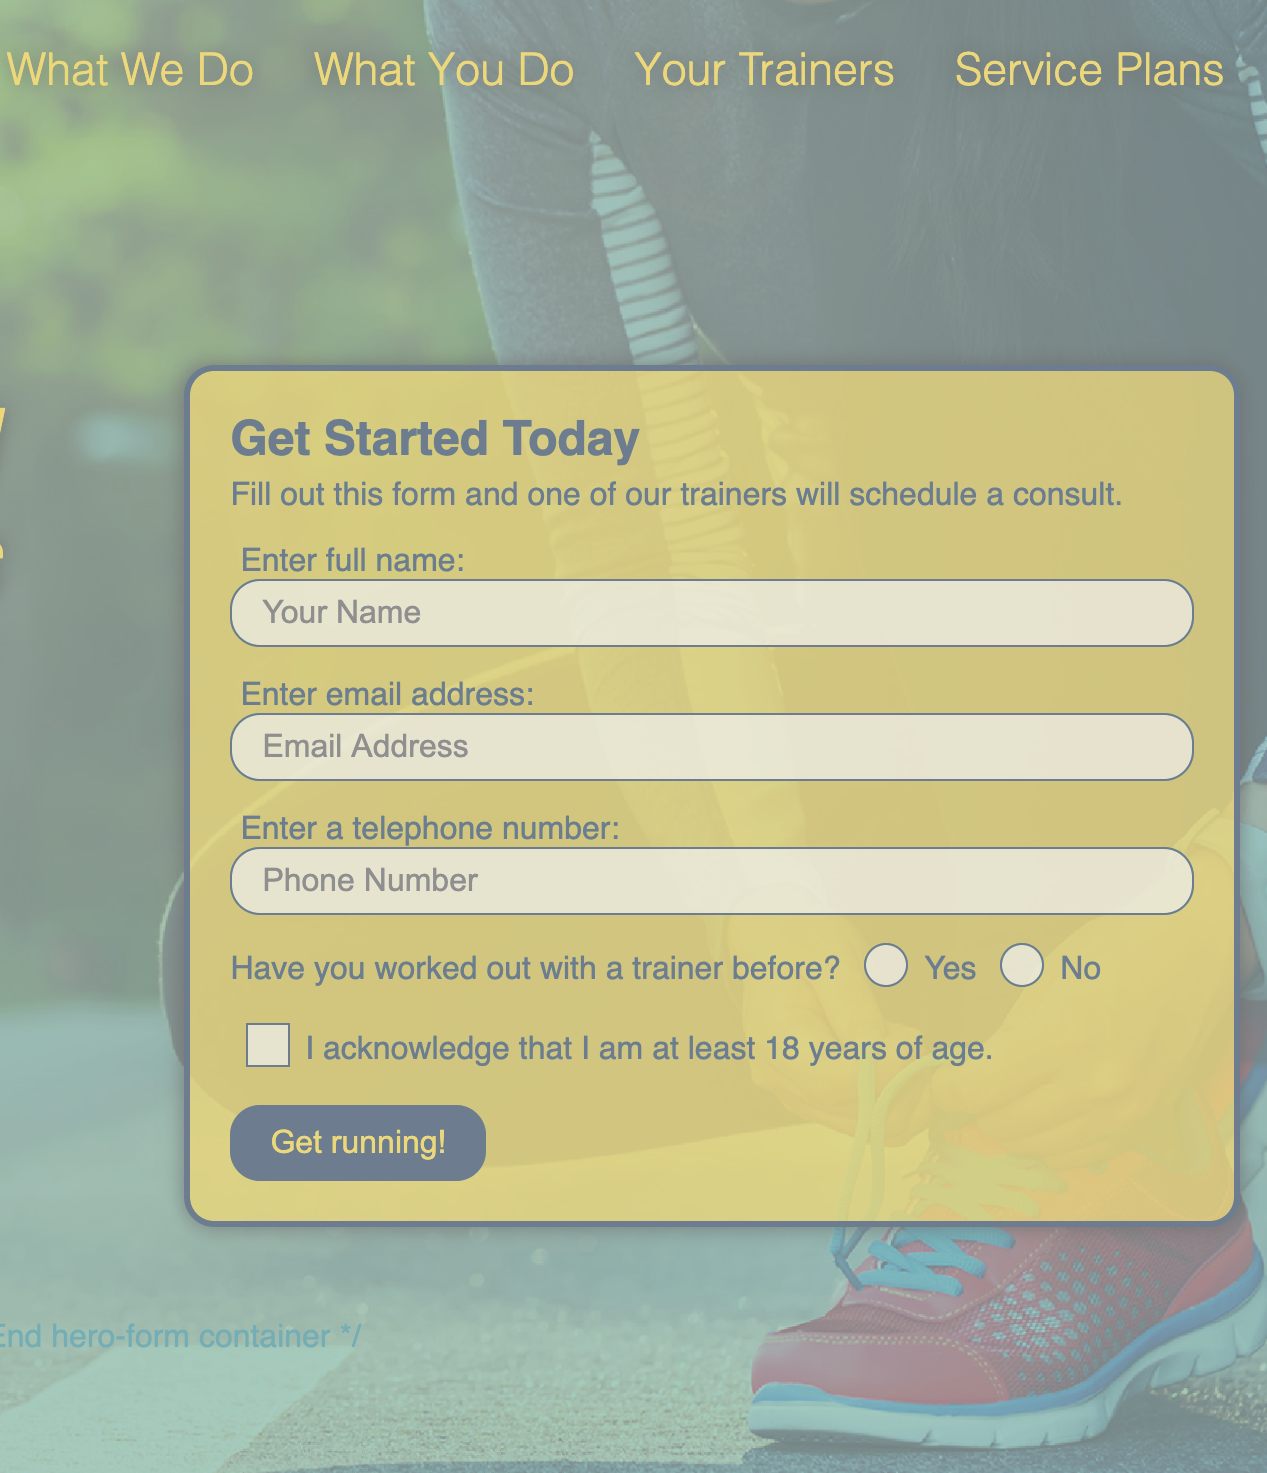 What We Do What You Do Your Trainers Service Plans
Get Started Today
Fill out this form and one of our trainers will schedule a consult.
Enter full name:
Your Name
Enter email address:
Email Address
Enter a telephone number:
Phone Number
Have you worked out with a trainer before? Yes No
I acknowledge that I am at least 18 years of age.
Get running!
End hero-form container */